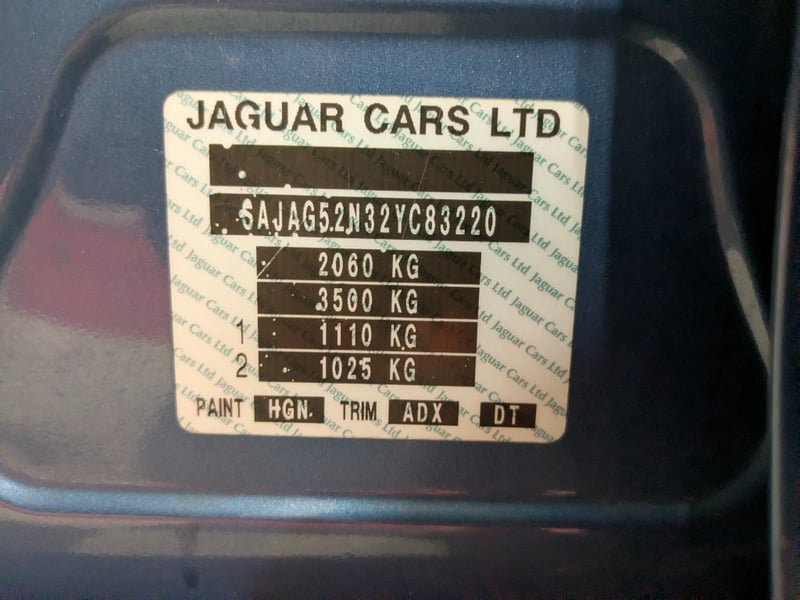 JAGUAR CARS LTD
SAJAG52N32YC83220
2060 KG
3500 KG
1 1110 KG
2 1025 KG
PAINT HGN TRIM ADX DT